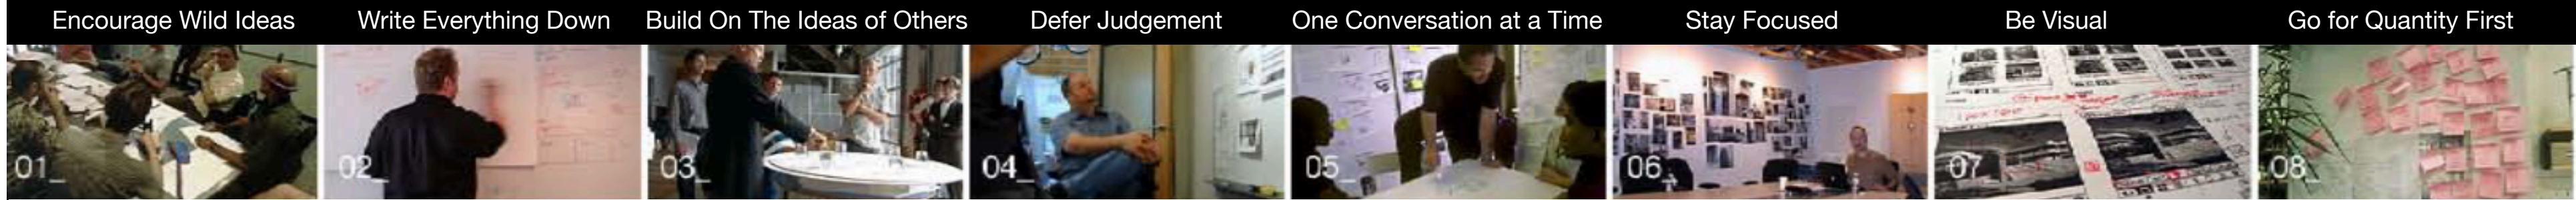 Encourage Wild Ideas
Write Everything Down
Build On The Ideas of Others
Defer Judgement
One Conversation at a Time
Stay Focused
Be Visual
Go for Quantity First
01_
02_
03_
04_
05_
06_
07_
08_